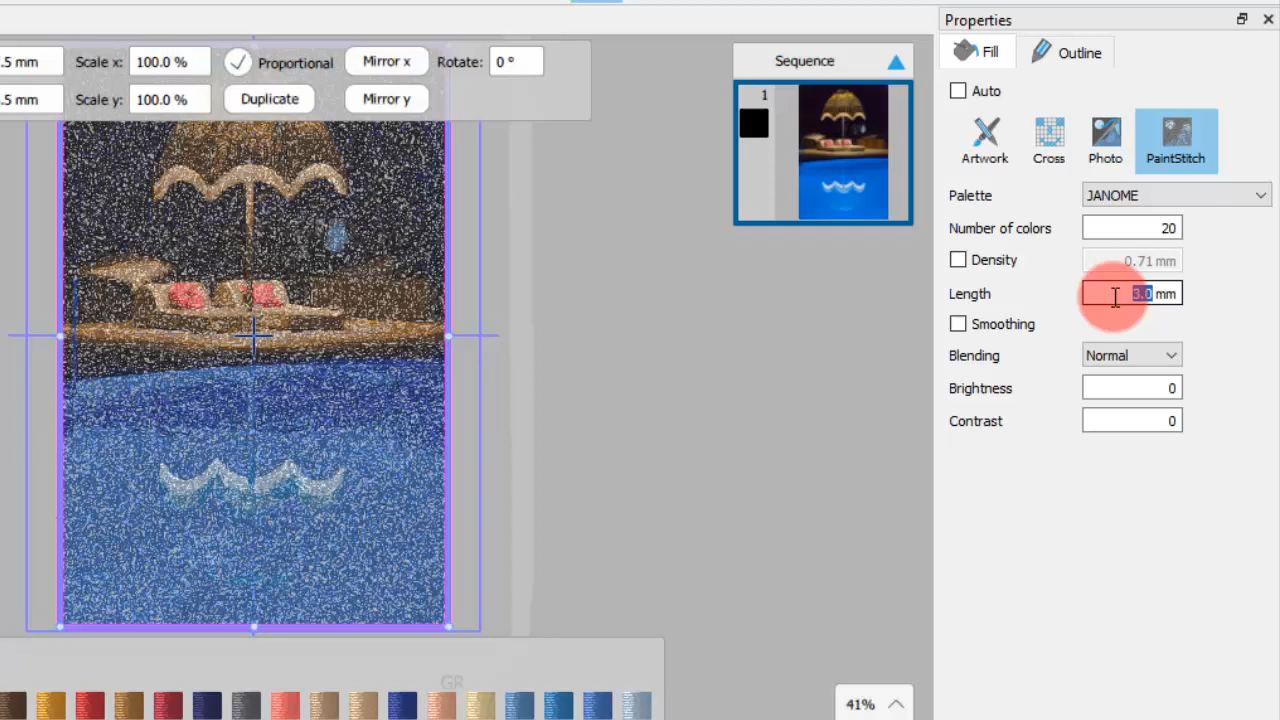 Properties
.5 mm
Scale x:
100.0 %
Proportional
Mirror x
Rotate:
0 °
.5 mm
Scale y:
100.0 %
Duplicate
Mirror y
Sequence
1
Fill
Outline
Auto
Artwork
Cross
Photo
PaintStitch
Palette
JANOME
Number of colors
20
Density
0.71 mm
Length
3.0 mm
Smoothing
Blending
Normal
Brightness
0
Contrast
0
GR
41%